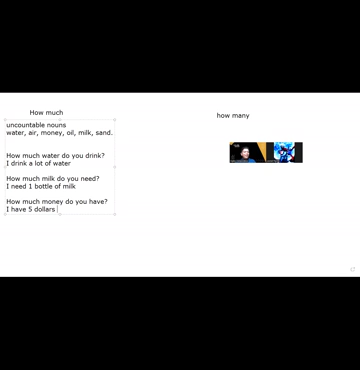 How much
uncountable nouns
water, air, money, oil, milk, sand.
How much water do you drink?
I drink a lot of water
How much milk do you need?
I need 1 bottle of milk
How much money do you have?
I have 5 dollars
how many